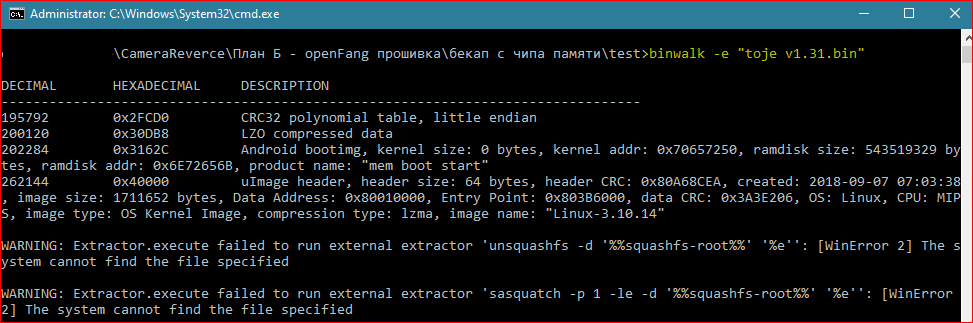 Administrator: C:\Windows\System32\cmd.exe
\CameraReverce\План Б - openFang прошивка\бекап с чипа памяти\test>binwalk -e "toje v1.31.bin"
DECIMAL HEXADECIMAL DESCRIPTION
--------------------------------------------------------------------------------
195792 0x2FCD0 CRC32 polynomial table, little endian
200120 0x30DB8 LZO compressed data
202284 0x3162C Android bootimg, kernel size: 0 bytes, kernel addr: 0x70657250, ramdisk size: 543519329 by
tes, ramdisk addr: 0x6E72656B, product name: "mem boot start"
262144 0x40000 uImage header, header size: 64 bytes, header CRC: 0x80A68CEA, created: 2018-09-07 07:03:38
, image size: 1711652 bytes, Data Address: 0x80010000, Entry Point: 0x803B6000, data CRC: 0x3A3E206, OS: Linux, CPU: MIP
S, image type: OS Kernel Image, compression type: lzma, image name: "Linux-3.10.14"
WARNING: Extractor.execute failed to run external extractor 'unsquashfs -d '%%squashfs-root%%' '%e'': [WinError 2] The s
ystem cannot find the file specified
WARNING: Extractor.execute failed to run external extractor 'sasquatch -p 1 -le -d '%%squashfs-root%%' '%e'': [WinError
2] The system cannot find the file specified